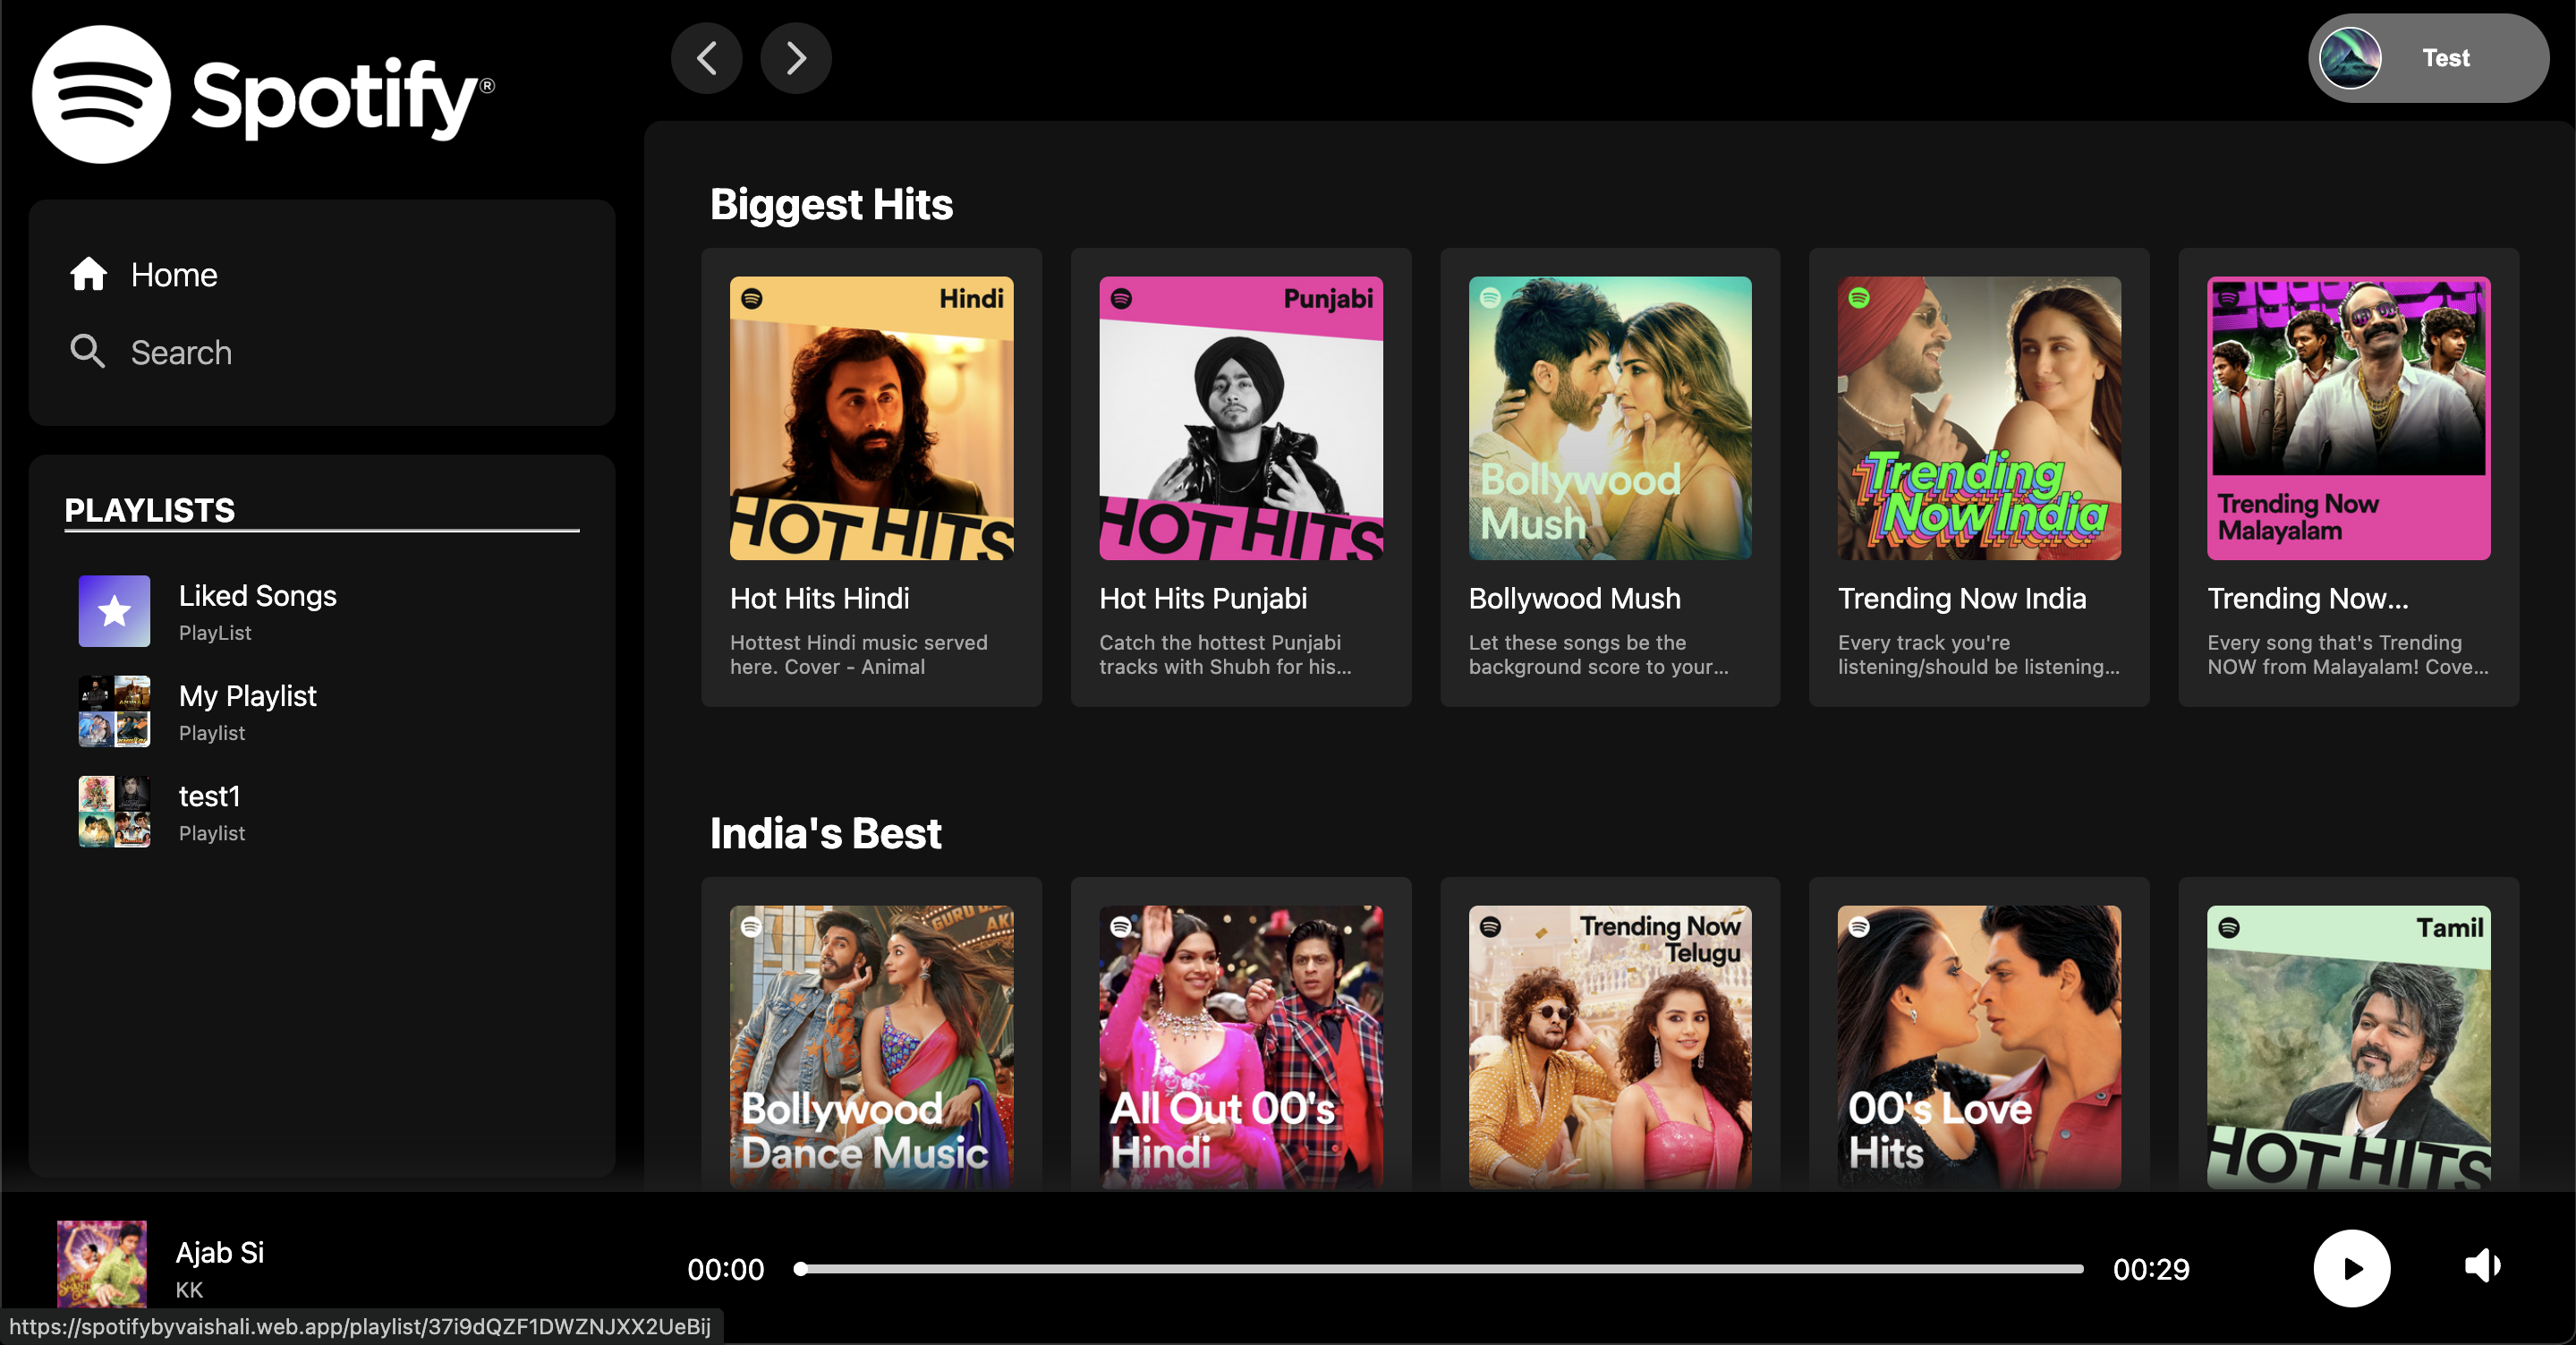 Spotify®
Test
Home
Search
PLAYLISTS
Liked Songs
PlayList
My Playlist
Playlist
test1
Playlist
Biggest Hits
Hindi
HOT HITS
Hot Hits Hindi
Hottest Hindi music served
here. Cover - Animal
Punjabi
HOT HITS
Hot Hits Punjabi
Catch the hottest Punjabi
tracks with Shubh for his...
Bollywood
Mush
Bollywood Mush
Let these songs be the
background score to your...
Trending
Now India
Trending Now India
Every track you're
listening/should be listening...
Trending Now
Malayalam
Trending Now...
Every song that's Trending
NOW from Malayalam! Cove...
India's Best
Bollywood
Dance Music
All Out 00's
Hindi
Trending Now
Telugu
00's Love
Hits
Tamil
HOT HITS
Ajab Si
KK
00:00
00:29
https://spotifybyvaishali.web.app/playlist/37i9dQZF1DWZNJXX2UeBij